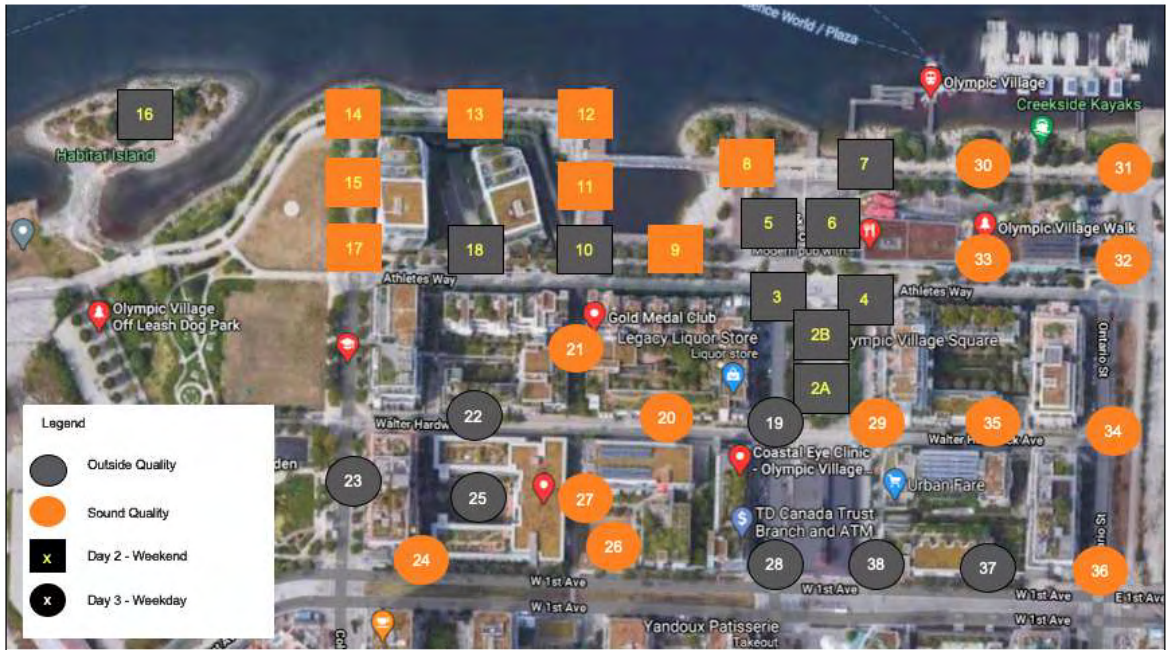 ience World / Plaza
Olympic Village
Creekside Kayaks
16
14
13
12
Habitat Island
8
7
30
31
15
11
5
6
Olympic Village Walk
17
18
10
9
33
32
Athletes Way
3
4
Athletes Way
Olympic Village
Off Leash Dog Park
Gold Medal Club
Legacy Liquor Store
Liquor store
2B
ympic Village Square
Ontario St
21
2A
Legend
22
20
19
29
35
34
Walter Hardw
Walter H
ck Ave
Outside Quality
den
23
25
Coastal Eye Clinic
- Olympic Village...
Urban Fare
Sound Quality
27
TD Canada Trust
Branch and ATM
x
Day 2 - Weekend
24
26
28
38
37
36
x
Day 3 - Weekday
W 1st Ave
W 1st Ave
W 1st Ave
W 1st Ave
E 1st A
W 1st Ave
Yandoux Patisserie
Takeout